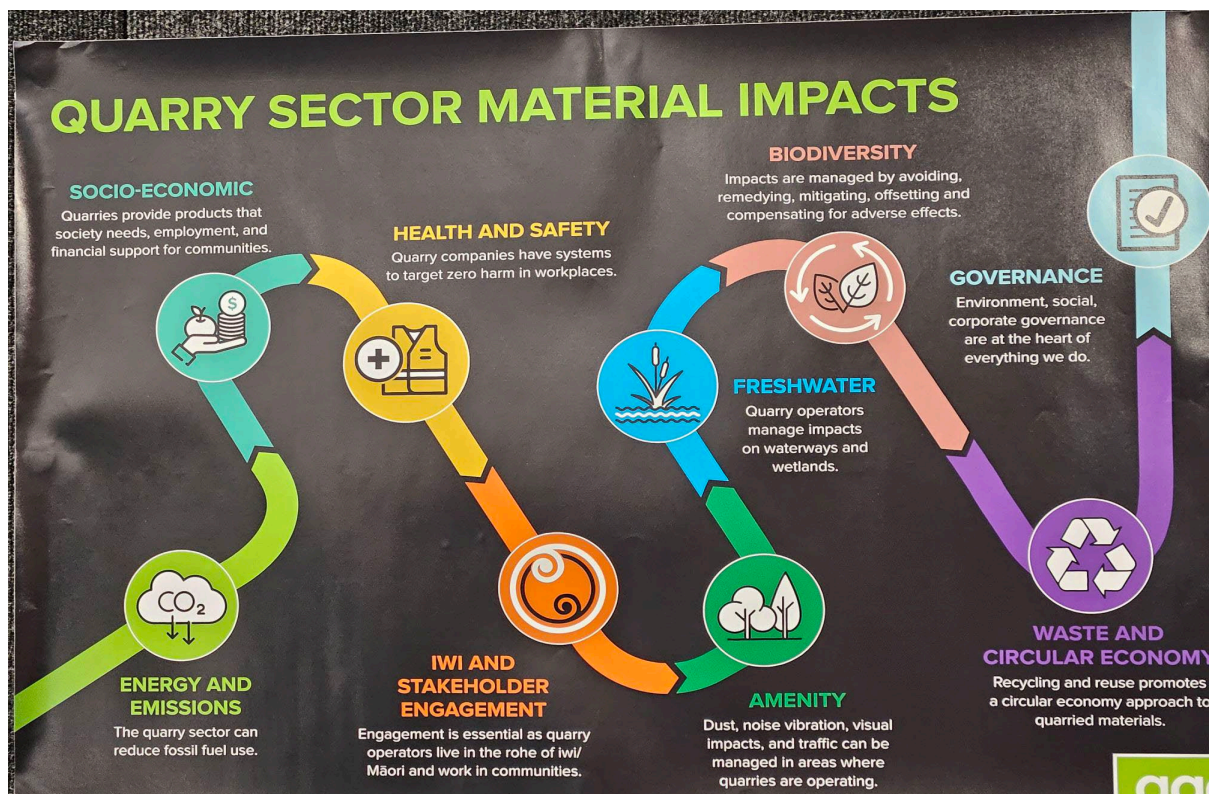 QUARRY SECTOR MATERIAL IMPACTS
SOCIO-ECONOMIC
Quarries provide products that
society needs, employment, and
financial support for communities.
$
HEALTH AND SAFETY
Quarry companies have systems
to target zero harm in workplaces.
BIODIVERSITY
Impacts are managed by avoiding,
remedying, mitigating, offsetting and
compensating for adverse effects.
GOVERNANCE
Environment, social,
corporate governance
are at the heart of
everything we do.
FRESHWATER
Quarry operators
manage impacts
on waterways and
wetlands.
CO₂
ENERGY AND
EMISSIONS
The quarry sector can
reduce fossil fuel use.
IWI AND
STAKEHOLDER
ENGAGEMENT
Engagement is essential as quarry
operators live in the rohe of iwi/
Māori and work in communities.
AMENITY
Dust, noise vibration, visual
impacts, and traffic can be
managed in areas where
quarries are operating.
WASTE AND
CIRCULAR ECONOMY
Recycling and reuse promotes
a circular economy approach to
quarried materials.